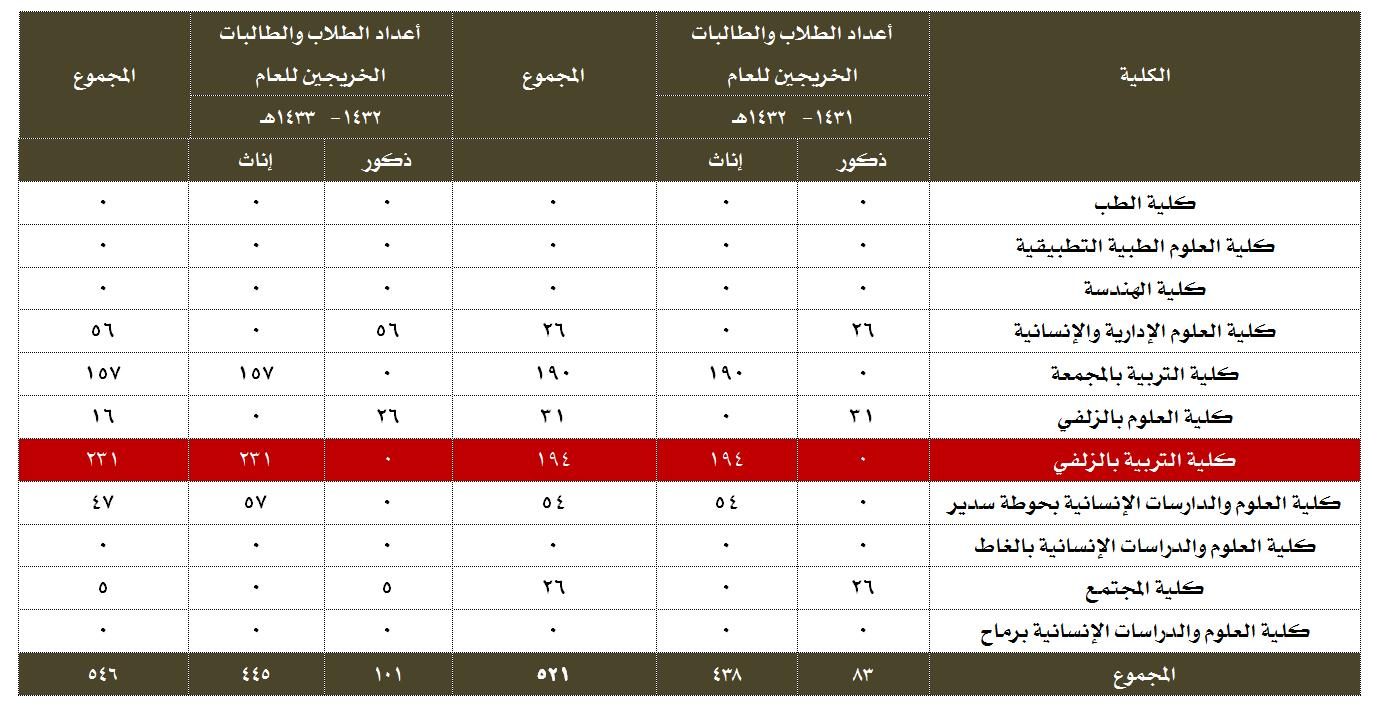 الكلية
أعداد الطلاب والطالبات
الخريجين للعام
١٤٣١- ١٤٣٢هـ
المجموع
أعداد الطلاب والطالبات
الخريجين للعام
١٤٣٢- ١٤٣٣هـ
المجموع
ذكور إناث ذكور إناث
كلية الطب ٠ ٠ ٠ ٠ ٠ ٠
كلية العلوم الطبية التطبيقية ٠ ٠ ٠ ٠ ٠ ٠
كلية الهندسة ٠ ٠ ٠ ٠ ٠ ٠
كلية العلوم الإدارية والإنسانية ٢٦ ٠ ٢٦ ٥٦ ٠ ٥٦
كلية التربية بالمجمعة ٠ ١٩٠ ١٩٠ ٠ ١٥٧ ١٥٧
كلية العلوم بالزلفي ٣١ ٠ ٣١ ٢٦ ٠ ١٦
كلية التربية بالزلفي ٠ ١٩٤ ١٩٤ ٠ ٢٣١ ٢٣١
كلية العلوم والدارسات الإنسانية بحوطة سدير ٠ ٥٤ ٥٤ ٠ ٥٧ ٤٧
كلية العلوم والدراسات الإنسانية بالغاط ٠ ٠ ٠ ٠ ٠ ٠
كلية المجتمع ٢٦ ٠ ٢٦ ٥ ٠ ٥
كلية العلوم والدراسات الإنسانية برماح ٠ ٠ ٠ ٠ ٠ ٠
المجموع ٨٣ ٤٣٨ ٥٢١ ١٠١ ٤٤٥ ٥٤٦